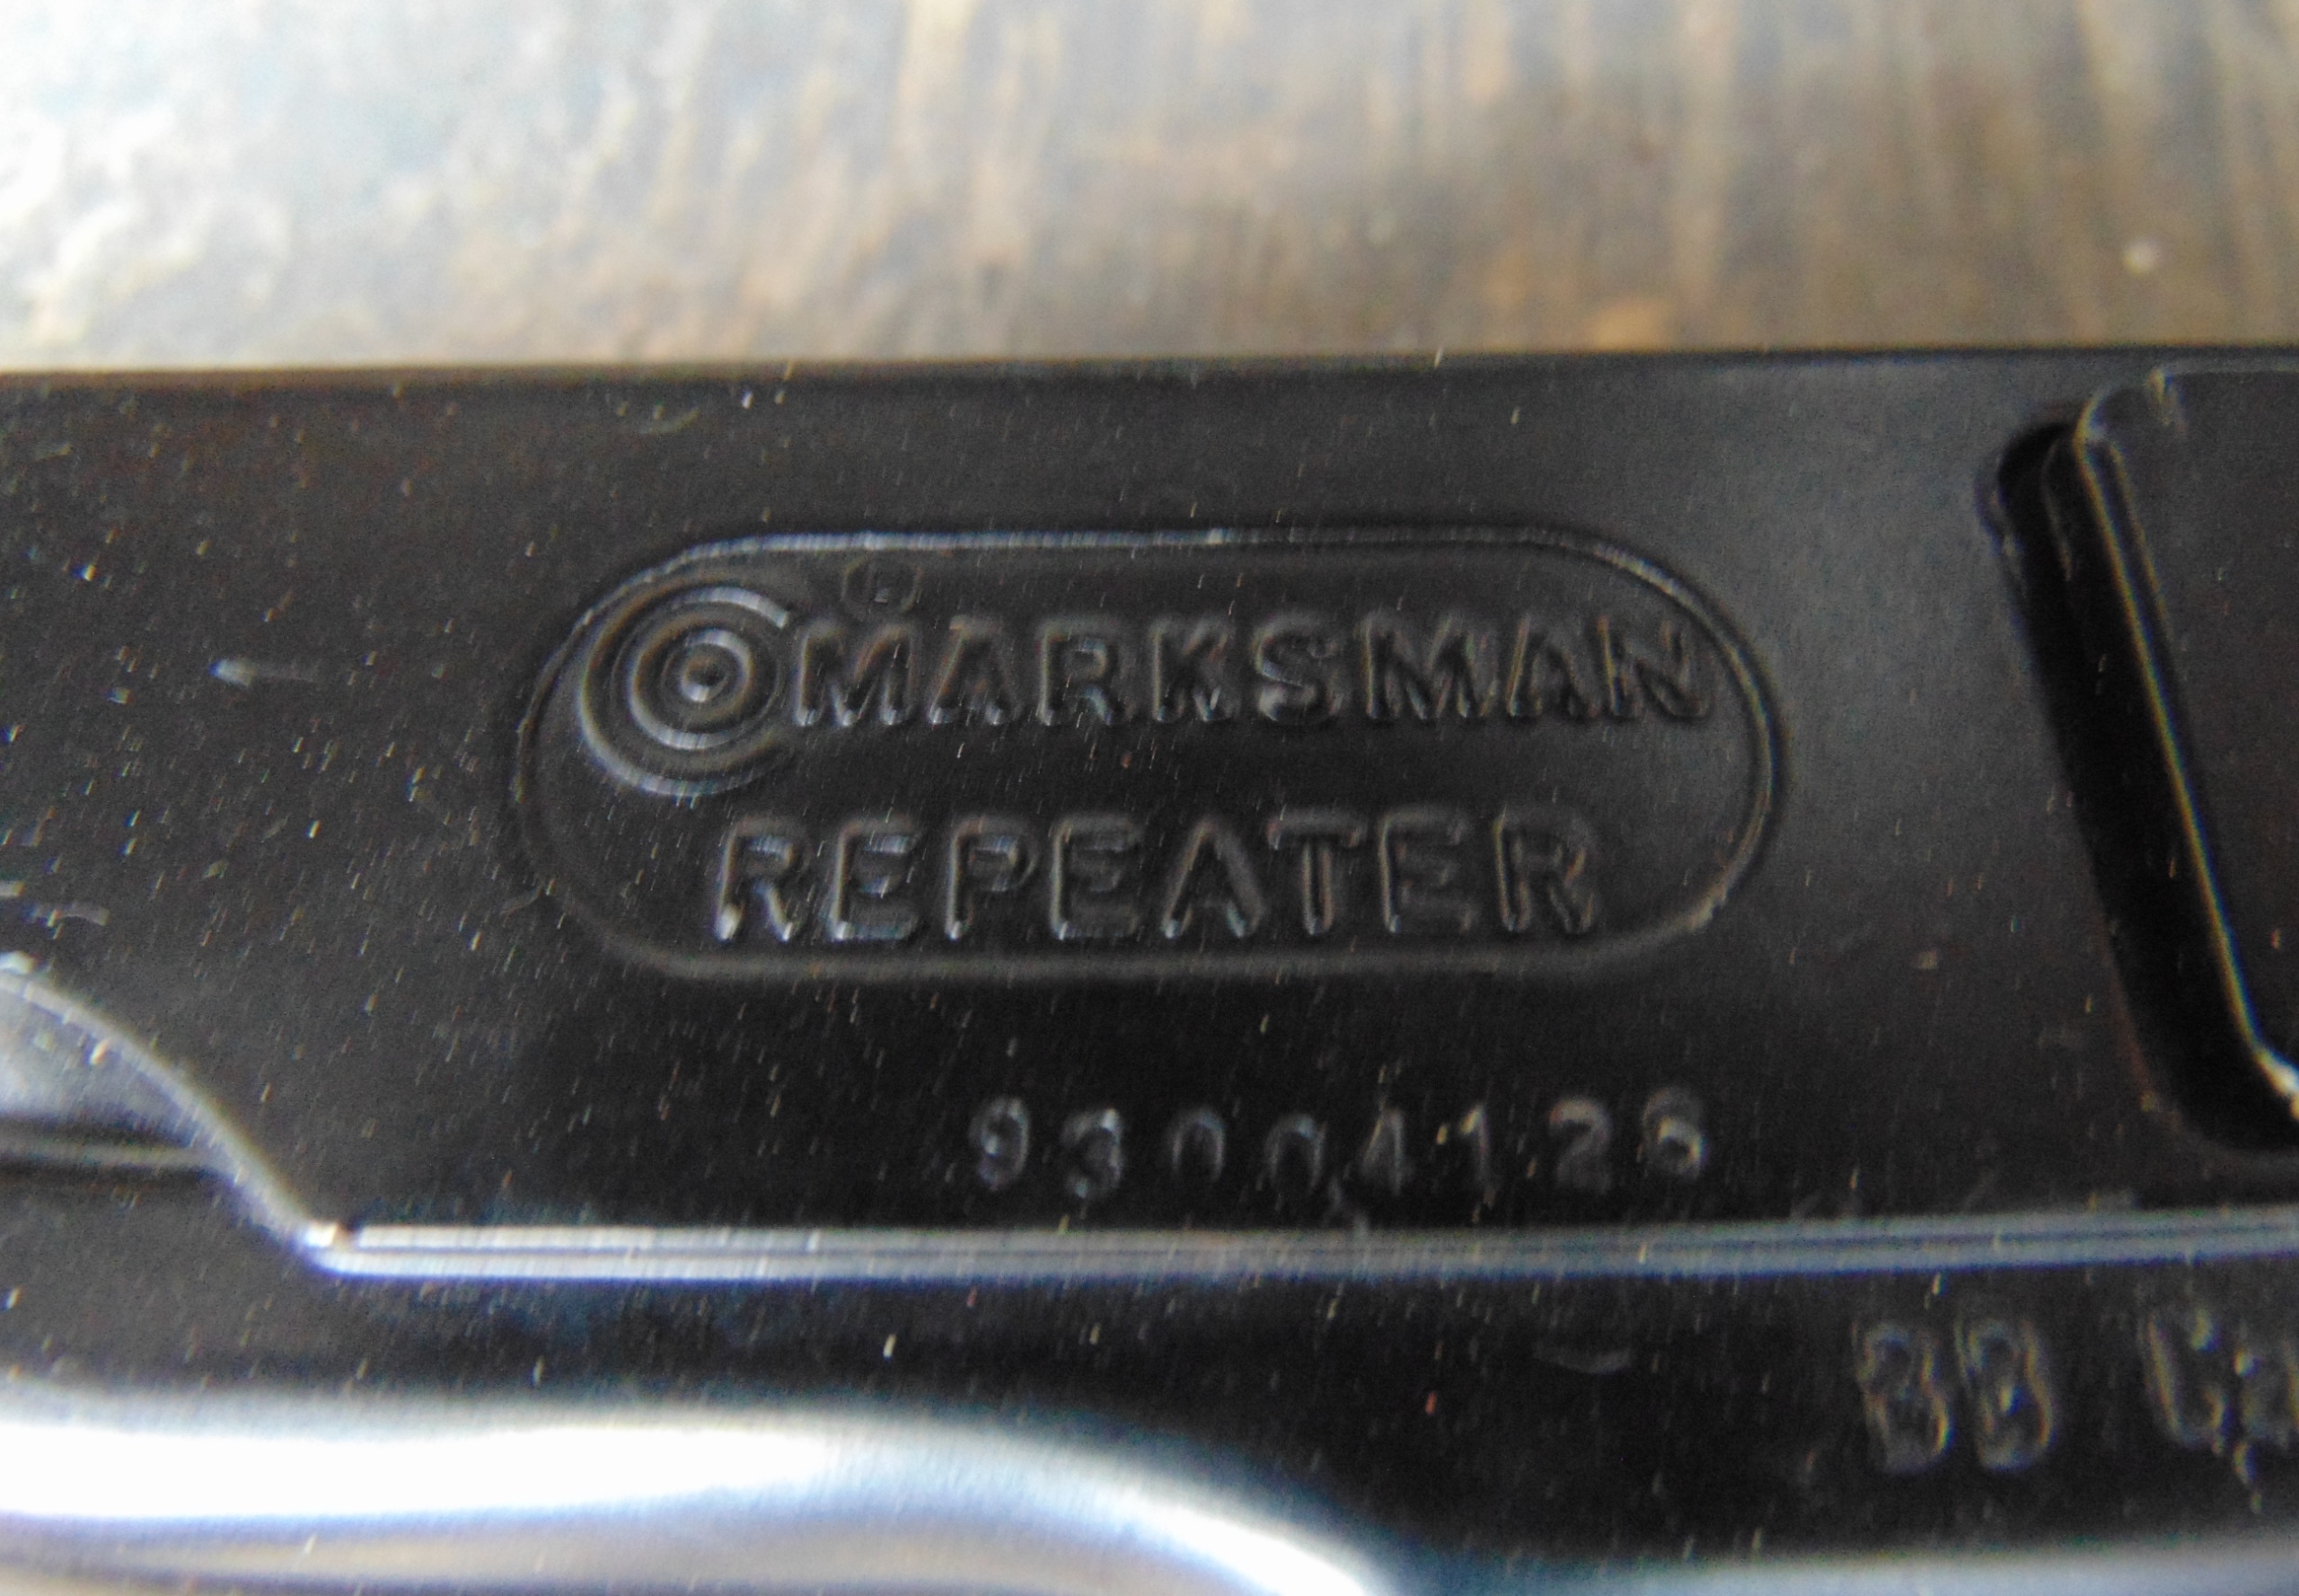 ® MARKSMAN
REPEATER
93004126
BB